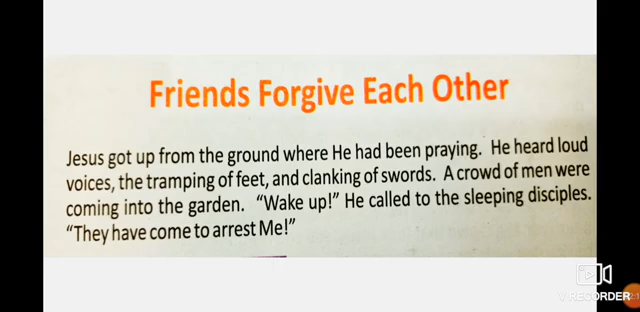 Friends Forgive Each Other
Jesus got up from the ground where He had been praying. He heard loud
voices, the tramping of feet, and clanking of swords. A crowd of men were
coming into the garden. “Wake up!” He called to the sleeping disciples.
“They have come to arrest Me!”
V RECORDER